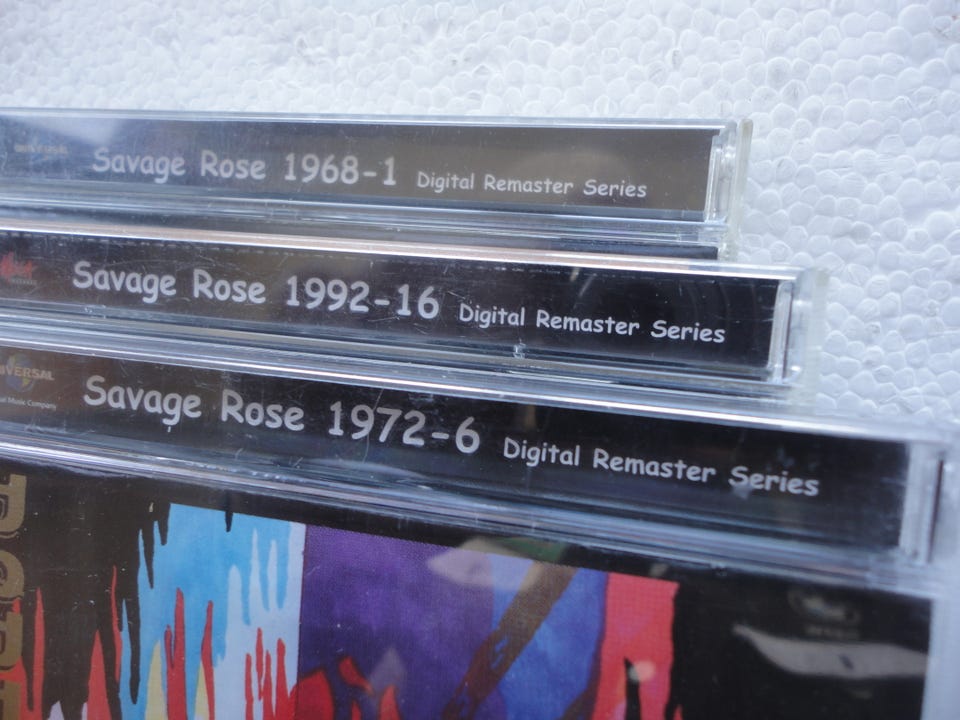 UNIVERSAL Savage Rose 1968-1 Digital Remaster Series
Savage Rose 1992-16 Digital Remaster Series
Savage Rose 1972-6 Digital Remaster Series